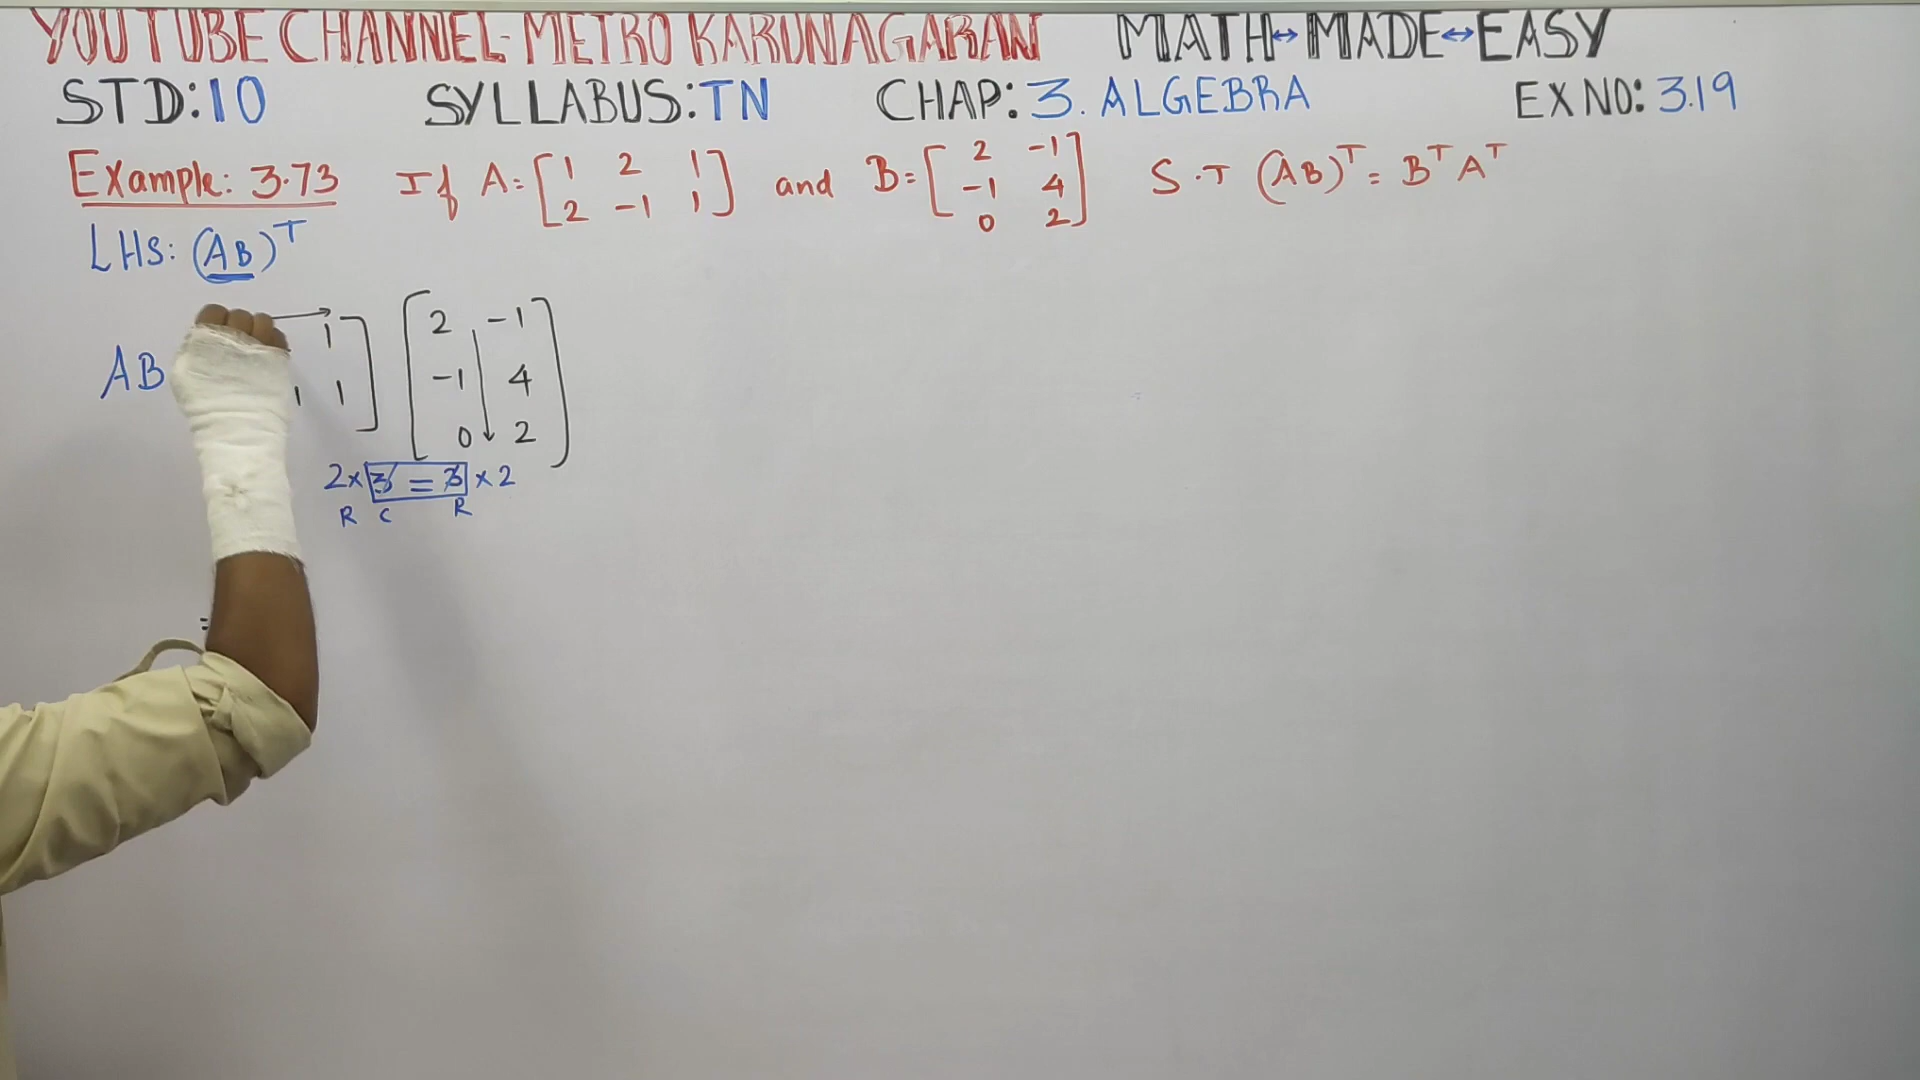 YOUTUBE CHANNEL-METRO KARUNAGARAN MATH↔MADE↔EASY
STD:10 SYLLABUS:TN CHAP: 3. ALGEBRA EX NO: 3.19
Example: 3.73 If A=[1 2 1 and B=[2 -1 S.T (AB)^T = B^T A^T
2 -1 1] -1 4
0 2]
LHS: (AB)^T
1] [2 -1
AB 1 1] -1 4
0 2]
2 × 3 = 3 × 2
R C R
=